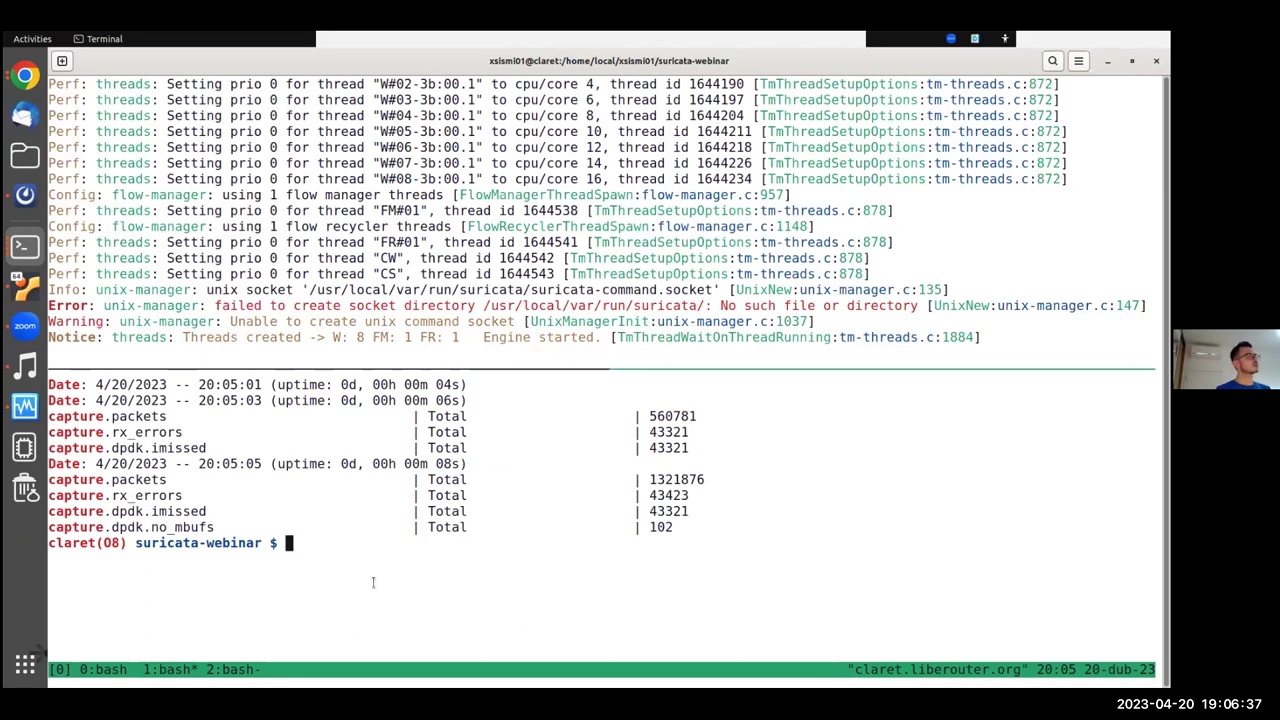 Activities Terminal
xsismi01@claret:/home/local/xsismi01/suricata-webinar
Perf: threads: Setting prio 0 for thread "W#02-3b:00.1" to cpu/core 4, thread id 1644190 [TmThreadSetupOptions:tm-threads.c:872]
Perf: threads: Setting prio 0 for thread "W#03-3b:00.1" to cpu/core 6, thread id 1644197 [TmThreadSetupOptions:tm-threads.c:872]
Perf: threads: Setting prio 0 for thread "W#04-3b:00.1" to cpu/core 8, thread id 1644204 [TmThreadSetupOptions:tm-threads.c:872]
Perf: threads: Setting prio 0 for thread "W#05-3b:00.1" to cpu/core 10, thread id 1644211 [TmThreadSetupOptions:tm-threads.c:872]
Perf: threads: Setting prio 0 for thread "W#06-3b:00.1" to cpu/core 12, thread id 1644218 [TmThreadSetupOptions:tm-threads.c:872]
Perf: threads: Setting prio 0 for thread "W#07-3b:00.1" to cpu/core 14, thread id 1644226 [TmThreadSetupOptions:tm-threads.c:872]
Perf: threads: Setting prio 0 for thread "W#08-3b:00.1" to cpu/core 16, thread id 1644234 [TmThreadSetupOptions:tm-threads.c:872]
Config: flow-manager: using 1 flow manager threads [FlowManagerThreadSpawn:flow-manager.c:957]
Perf: threads: Setting prio 0 for thread "FM#01", thread id 1644538 [TmThreadSetupOptions:tm-threads.c:878]
Config: flow-manager: using 1 flow recycler threads [FlowRecyclerThreadSpawn:flow-manager.c:1148]
Perf: threads: Setting prio 0 for thread "FR#01", thread id 1644541 [TmThreadSetupOptions:tm-threads.c:878]
Perf: threads: Setting prio 0 for thread "CW", thread id 1644542 [TmThreadSetupOptions:tm-threads.c:878]
Perf: threads: Setting prio 0 for thread "CS", thread id 1644543 [TmThreadSetupOptions:tm-threads.c:878]
Info: unix-manager: unix socket '/usr/local/var/run/suricata/suricata-command.socket' [UnixNew:unix-manager.c:135]
Error: unix-manager: failed to create socket directory /usr/local/var/run/suricata/: No such file or directory [UnixNew:unix-manager.c:147]
Warning: unix-manager: Unable to create unix command socket [UnixManagerInit:unix-manager.c:1037]
Notice: threads: Threads created -> W: 8 FM: 1 FR: 1 Engine started. [TmThreadWaitOnThreadRunning:tm-threads.c:1884]
Date: 4/20/2023 -- 20:05:01 (uptime: 0d, 00h 00m 04s)
Date: 4/20/2023 -- 20:05:03 (uptime: 0d, 00h 00m 06s)
capture.packets | Total | 560781
capture.rx_errors | Total | 43321
capture.dpdk.imissed | Total | 43321
Date: 4/20/2023 -- 20:05:05 (uptime: 0d, 00h 00m 08s)
capture.packets | Total | 1321876
capture.rx_errors | Total | 43423
capture.dpdk.imissed | Total | 43321
capture.dpdk.no_mbufs | Total | 102
claret(O8) suricata-webinar $
[0] 0:bash 1:bash* 2:bash- "claret.liberouter.org" 20:05 20-dub-23
64
zoom
2023-04-20 19:06:37